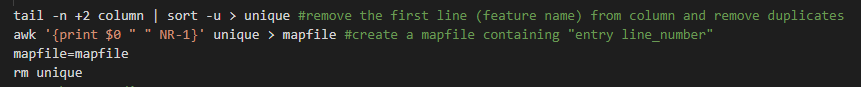 tail -n +2 column | sort -u > unique #remove the first line (feature name) from column and remove duplicates
awk '{print $0 " " NR-1}' unique > mapfile #create a mapfile containing "entry line_number"
mapfile=mapfile
rm unique